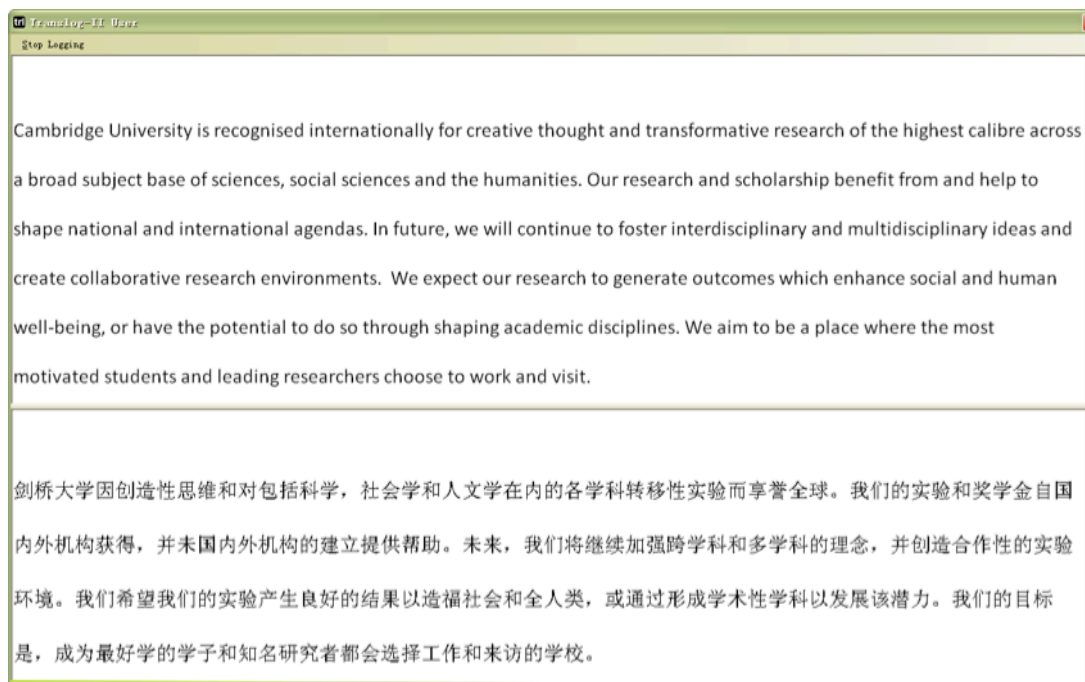 Translog-II User
Stop Logging
Cambridge University is recognised internationally for creative thought and transformative research of the highest calibre across
a broad subject base of sciences, social sciences and the humanities. Our research and scholarship benefit from and help to
shape national and international agendas. In future, we will continue to foster interdisciplinary and multidisciplinary ideas and
create collaborative research environments.  We expect our research to generate outcomes which enhance social and human
well-being, or have the potential to do so through shaping academic disciplines. We aim to be a place where the most
motivated students and leading researchers choose to work and visit.
剑桥大学因创造性思维和对包括科学，社会学和人文学在内的各学科转移性实验而享誉全球。我们的实验和奖学金自国
内外机构获得，并未国内外机构的建立提供帮助。未来，我们将继续加强跨学科和多学科的理念，并创造合作性的实验
环境。我们希望我们的实验产生良好的结果以造福社会和全人类，或通过形成学术性学科以发展该潜力。我们的目标
是，成为最好学的学子和知名研究者都会选择工作和来访的学校。